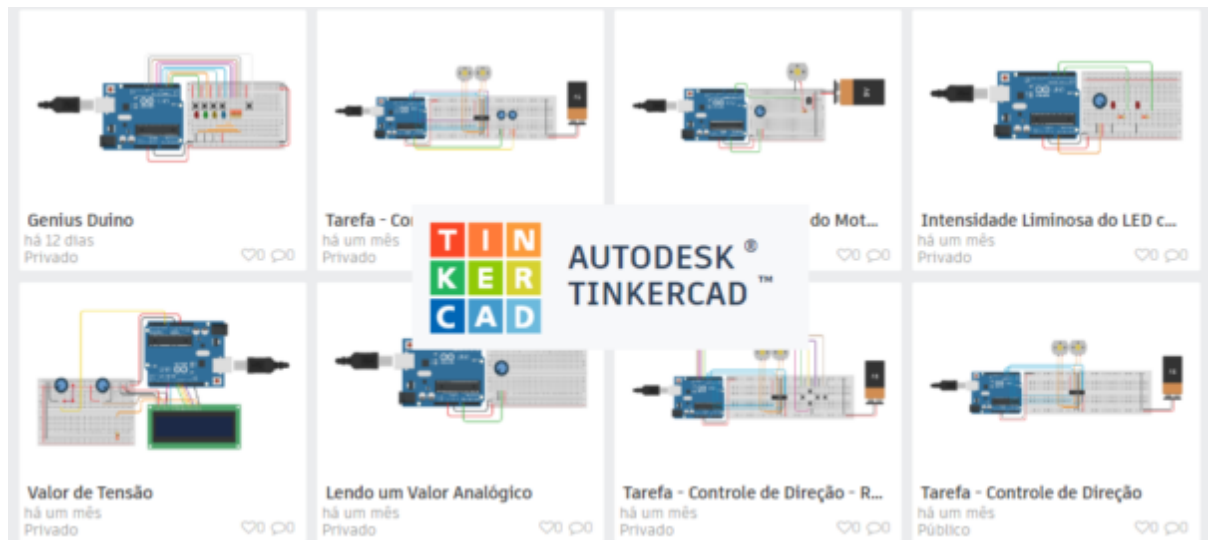 Genius Duino
há 12 dias
Privado
0 0
Tarefa - Co
há um mês
Privado
do Mot...
0 0
Intensidade Liminosa do LED c...
há um mês
Privado
0 0
TIN
KER
CAD
AUTODESK ®
TINKERCAD ™
Valor de Tensão
há um mês
Privado
0 0
Lendo um Valor Analógico
há um mês
Privado
0 0
Tarefa - Controle de Direção - R...
há um mês
Privado
0 0
Tarefa - Controle de Direção
há um mês
Público
0 0